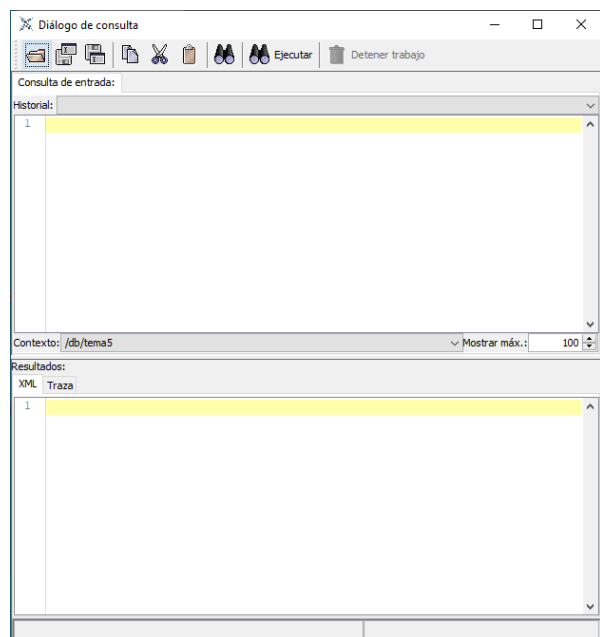 Diálogo de consulta
Ejecutar Detener trabajo
Consulta de entrada:
Historial:
1
Contexto: /db/tema5 Mostrar máx.: 100
Resultados:
XML Traza
1